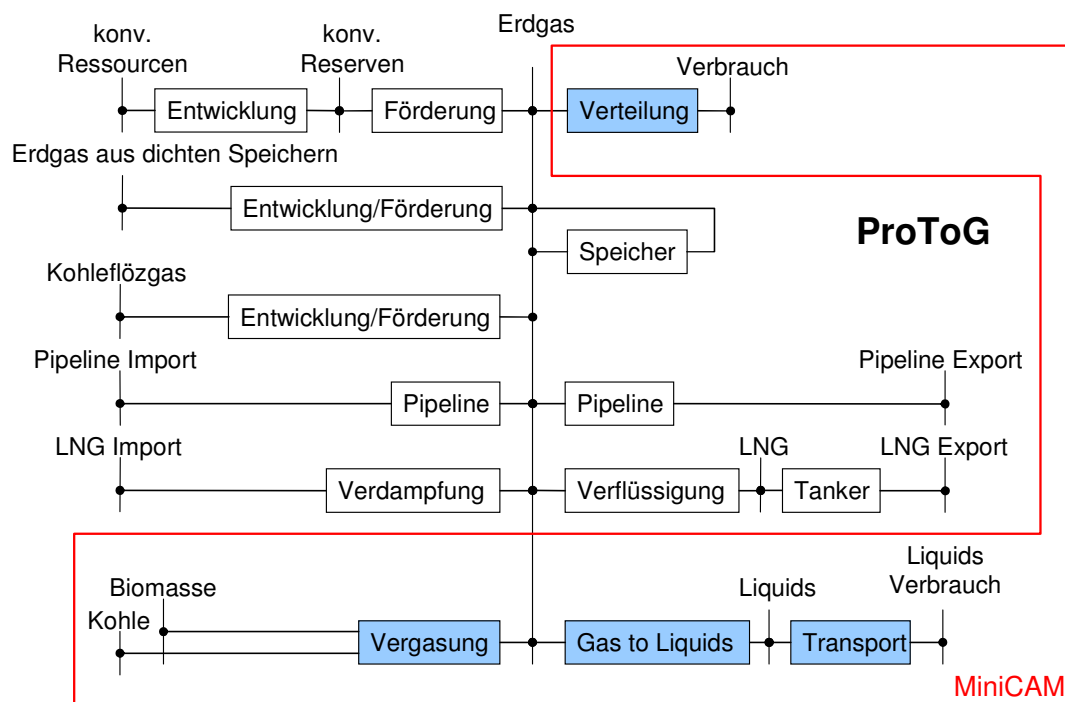 Erdgas
konv.
Ressourcen
konv.
Reserven
Verbrauch
Entwicklung
Förderung
Verteilung
Erdgas aus dichten Speichern
Entwicklung/Förderung
ProToG
Speicher
Kohleflözgas
Entwicklung/Förderung
Pipeline Import
Pipeline Export
Pipeline
Pipeline
LNG Import
LNG
LNG Export
Verdampfung
Verflüssigung
Tanker
Biomasse
Liquids
Liquids
Verbrauch
Kohle
Vergasung
Gas to Liquids
Transport
MiniCAM